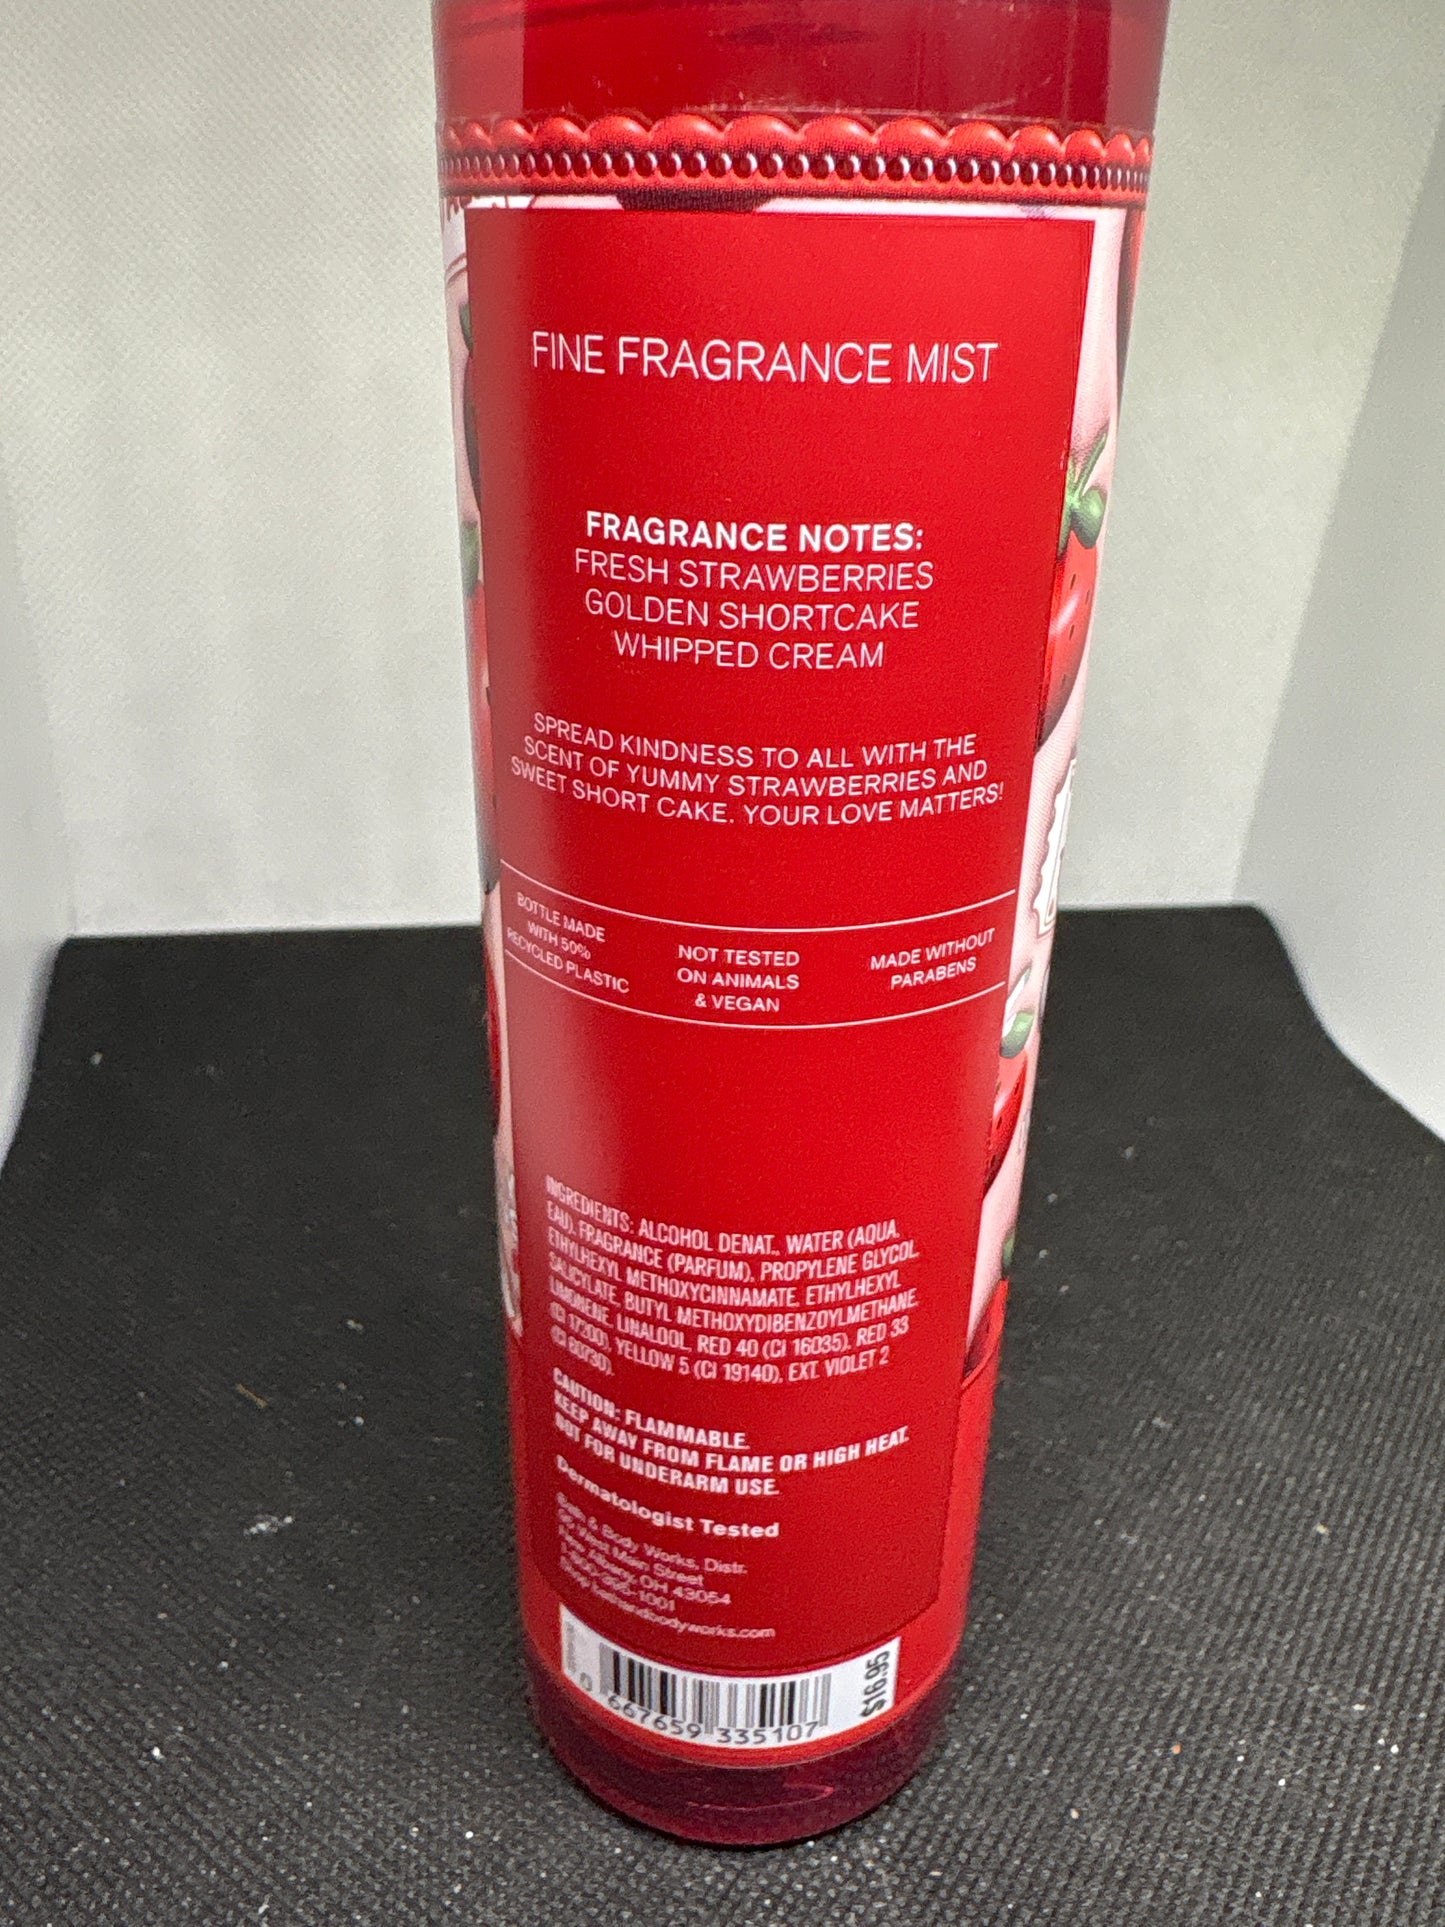 FINE FRAGRANCE MIST
FRAGRANCE NOTES:
FRESH STRAWBERRIES
GOLDEN SHORTCAKE
WHIPPED CREAM
SPREAD KINDNESS TO ALL WITH THE
SCENT OF YUMMY STRAWBERRIES AND
SWEET SHORT CAKE. YOUR LOVE MATTERS!
BOTTLE MADE
WITH 50%
RECYCLED PLASTIC
NOT TESTED
ON ANIMALS
& VEGAN
MADE WITHOUT
PARABENS
INGREDIENTS: ALCOHOL DENAT., WATER (AQUA,
EAU), FRAGRANCE (PARFUM), PROPYLENE GLYCOL,
ETHYLHEXYL METHOXYCINNAMATE, ETHYLHEXYL
SALICYLATE, BUTYL METHOXYDIBENZOYLMETHANE,
LIMONENE, LINALOOL, RED 40 (CI 16035), RED 33
(CI 17200), YELLOW 5 (CI 19140), EXT. VIOLET 2
(CI 60730).
CAUTION: FLAMMABLE.
KEEP AWAY FROM FLAME OR HIGH HEAT.
NOT FOR UNDERARM USE.
Dermatologist Tested
Bath & Body Works, Distr.
West Main Street
New Albany, OH 43054
bathandbodyworks.com
0 667659 335107
$16.95